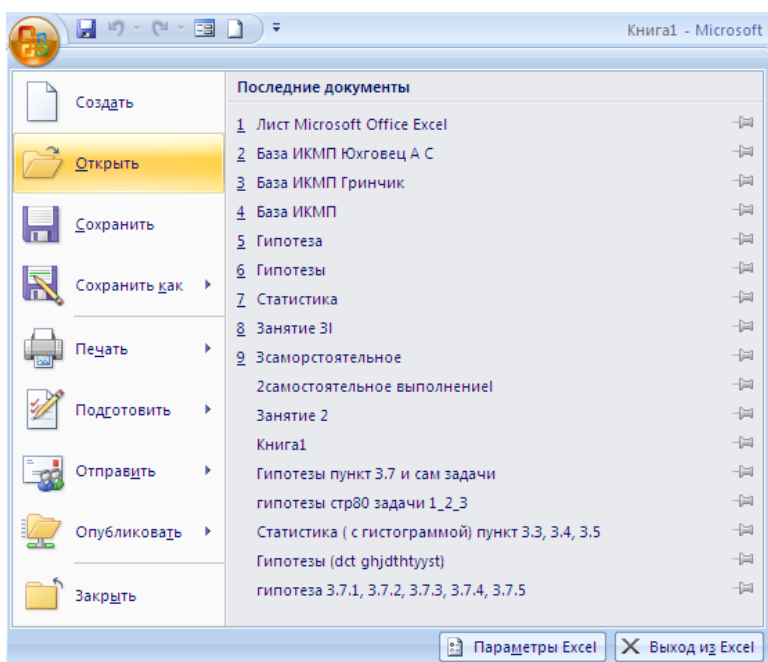 Книга1 - Microsoft
Создать
Открыть
Сохранить
Сохранить как
Печать
Подготовить
Отправить
Опубликовать
Закрыть
Последние документы
1 Лист Microsoft Office Excel
2 База ИКМП Юхговец А С
3 База ИКМП Гринчик
4 База ИКМП
5 Гипотеза
6 Гипотезы
7 Статистика
8 Занятие 3l
9 3саморстоятельное
2самостоятельное выполнениеl
Занятие 2
Книга1
Гипотезы пункт 3.7 и сам задачи
гипотезы стр80 задачи 1_2_3
Статистика ( с гистограммой) пункт 3.3, 3.4, 3.5
Гипотезы (dct ghjdthtyyst)
гипотеза 3.7.1, 3.7.2, 3.7.3, 3.7.4, 3.7.5
Параметры Excel
Выход из Excel